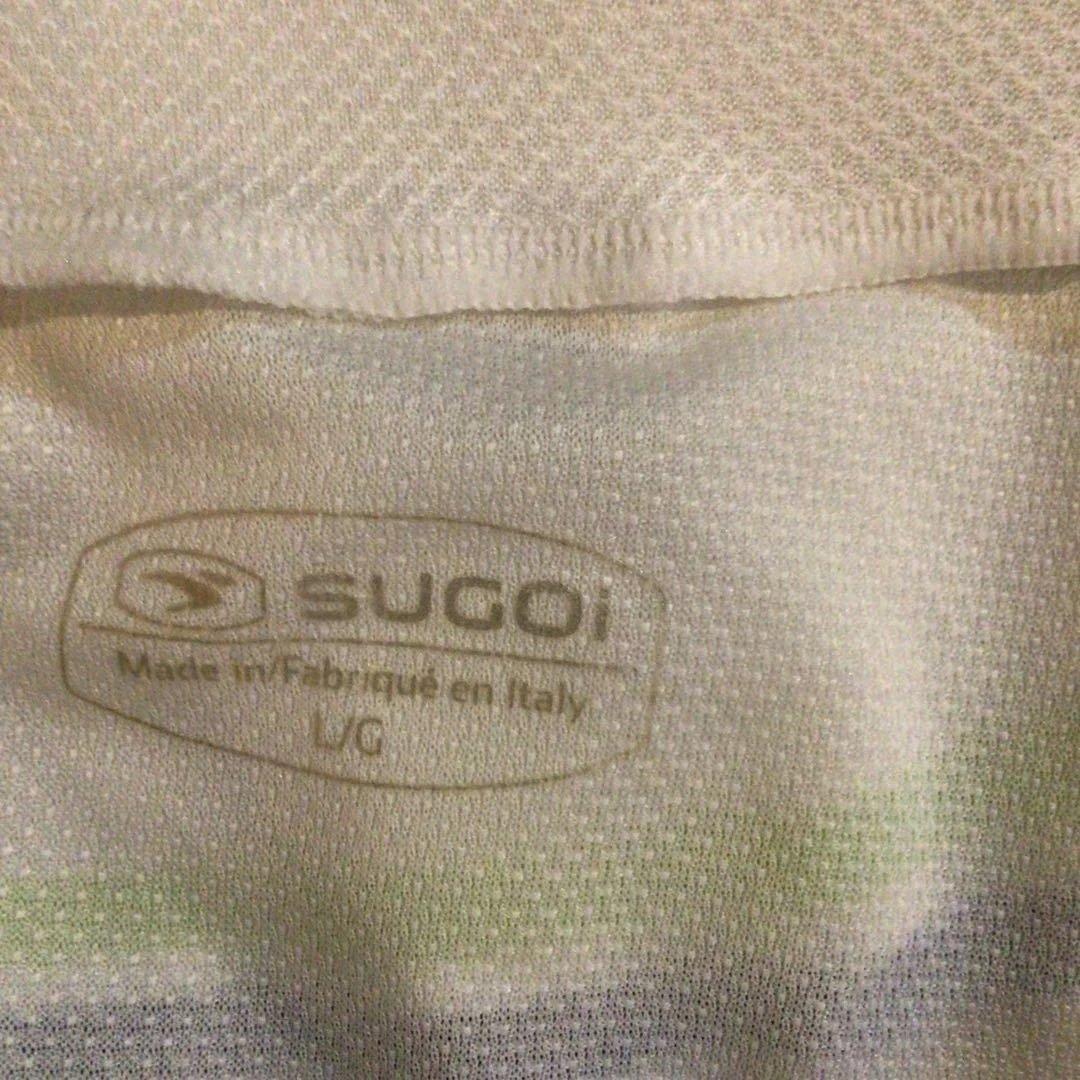 SUGOi
Made in/Fabriqué en Italy
L/G